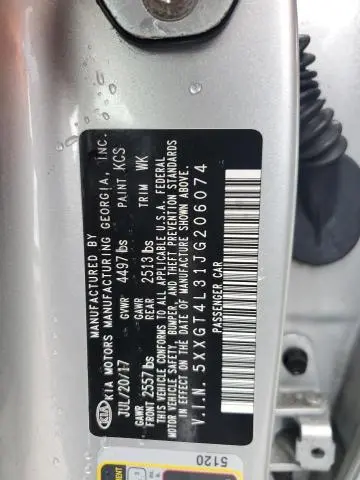 MANUFACTURED BY
KIA KIA MOTORS MANUFACTURING GEORGIA, INC.
JUL/20/17 GVWR 4497 lbs PAINT KCS
GAWR FRONT 2557 lbs GAWR REAR 2513 lbs TRIM WK
THIS VEHICLE CONFORMS TO ALL APPLICABLE U.S.A. FEDERAL
MOTOR VEHICLE SAFETY, BUMPER, AND THEFT PREVENTION STANDARDS
IN EFFECT ON THE DATE OF MANUFACTURE SHOWN ABOVE.
V.I.N. 5XXGT4L31JG206074
PASSENGER CAR
5120